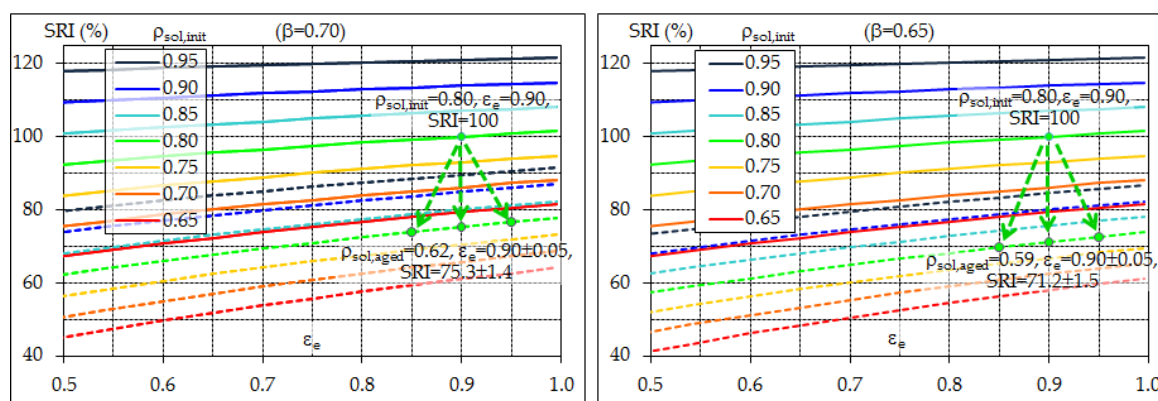 SRI (%) ρsol,init (β=0.70)
120
100
80
60
40
0.95
0.90
0.85
0.80
0.75
0.70
0.65
ρsol,init=0.80, εe=0.90,
SRI=100
ρsol,aged=0.62, εe=0.90±0.05,
SRI=75.3±1.4
εe
0.5 0.6 0.7 0.8 0.9 1.0
SRI (%) ρsol,init (β=0.65)
120
100
80
60
40
0.95
0.90
0.85
0.80
0.75
0.70
0.65
ρsol,init=0.80, εe=0.90,
SRI=100
ρsol,aged=0.59, εe=0.90±0.05,
SRI=71.2±1.5
εe
0.5 0.6 0.7 0.8 0.9 1.0